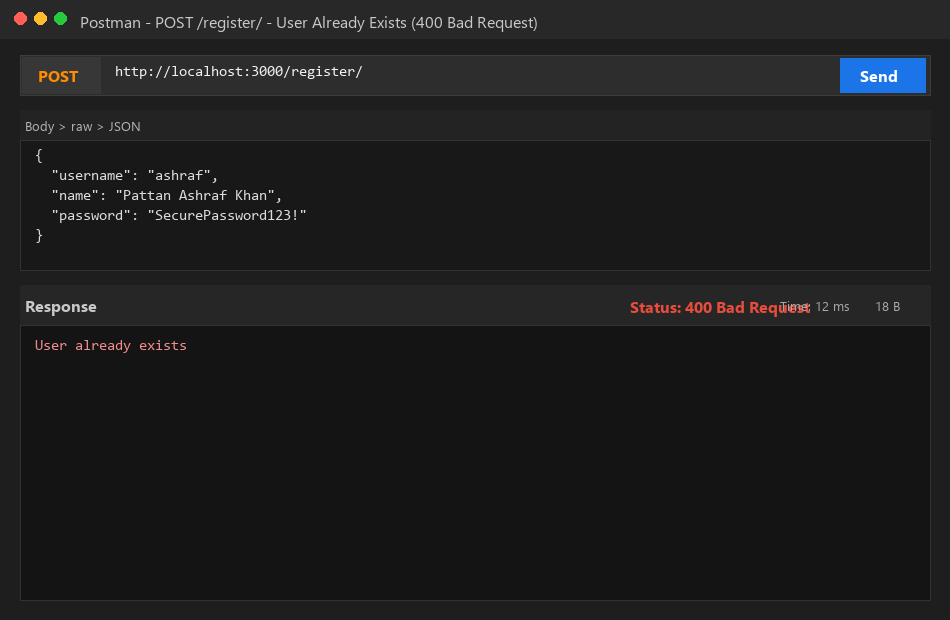 Postman - POST /register/ - User Already Exists (400 Bad Request)
POST http://localhost:3000/register/ Send
Body > raw > JSON
{
  "username": "ashraf",
  "name": "Pattan Ashraf Khan",
  "password": "SecurePassword123!"
}
Response Status: 400 Bad Request Time: 12 ms 18 B
User already exists